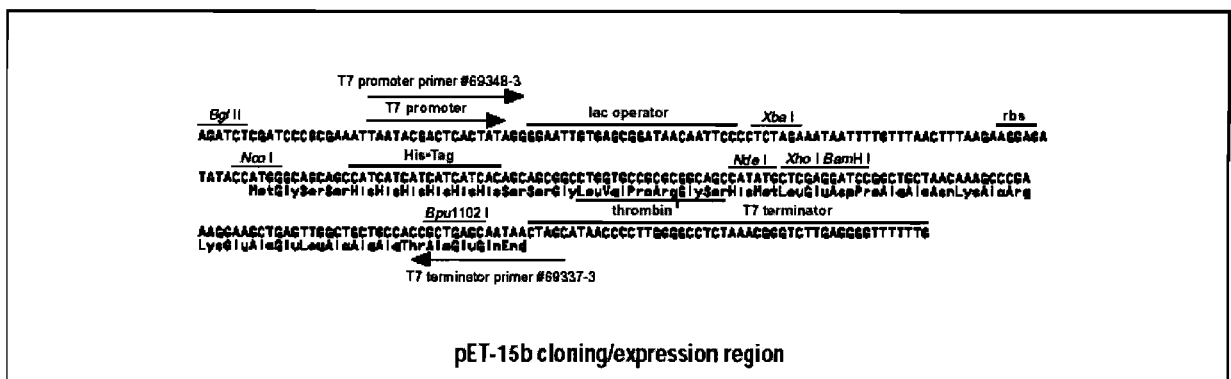 T7 promoter primer #69348-3
Bgl II T7 promoter lac operator Xba I rbs
AGATCTCGATCCCGCGAAATTAATACGACTCACTATAGGGGAATTGTGAGCGGATAACAATTCCCCTCTAGAAATAATTTTGTTTAACTTTAAGAAGGAGA
Nco I His•Tag Nde I Xho I BamH I
TATACCATGGGCAGCAGCCATCATCATCATCATCACAGCAGCGGCCTGGTGCCGCGCGGCAGCCATATGCTCGAGGATCCGGCTGCTAACAAAGCCCGA
MetGlySerSerHisHisHisHisHisHisSerSerGlyLeuValProArgGlySerHisMetLeuGluAspProAlaAlaAsnLysAlaArg
Bpu1102 I thrombin T7 terminator
AAGGAAGCTGAGTTGGCTGCTGCCACCGCTGAGCAATAACTAGCATAACCCCTTGGGGCCTCTAAACGGGTCTTGAGGGGTTTTTTG
LysGluAlaGluLeuAlaAlaAlaThrAlaGluGlnEnd
T7 terminator primer #69337-3
pET-15b cloning/expression region